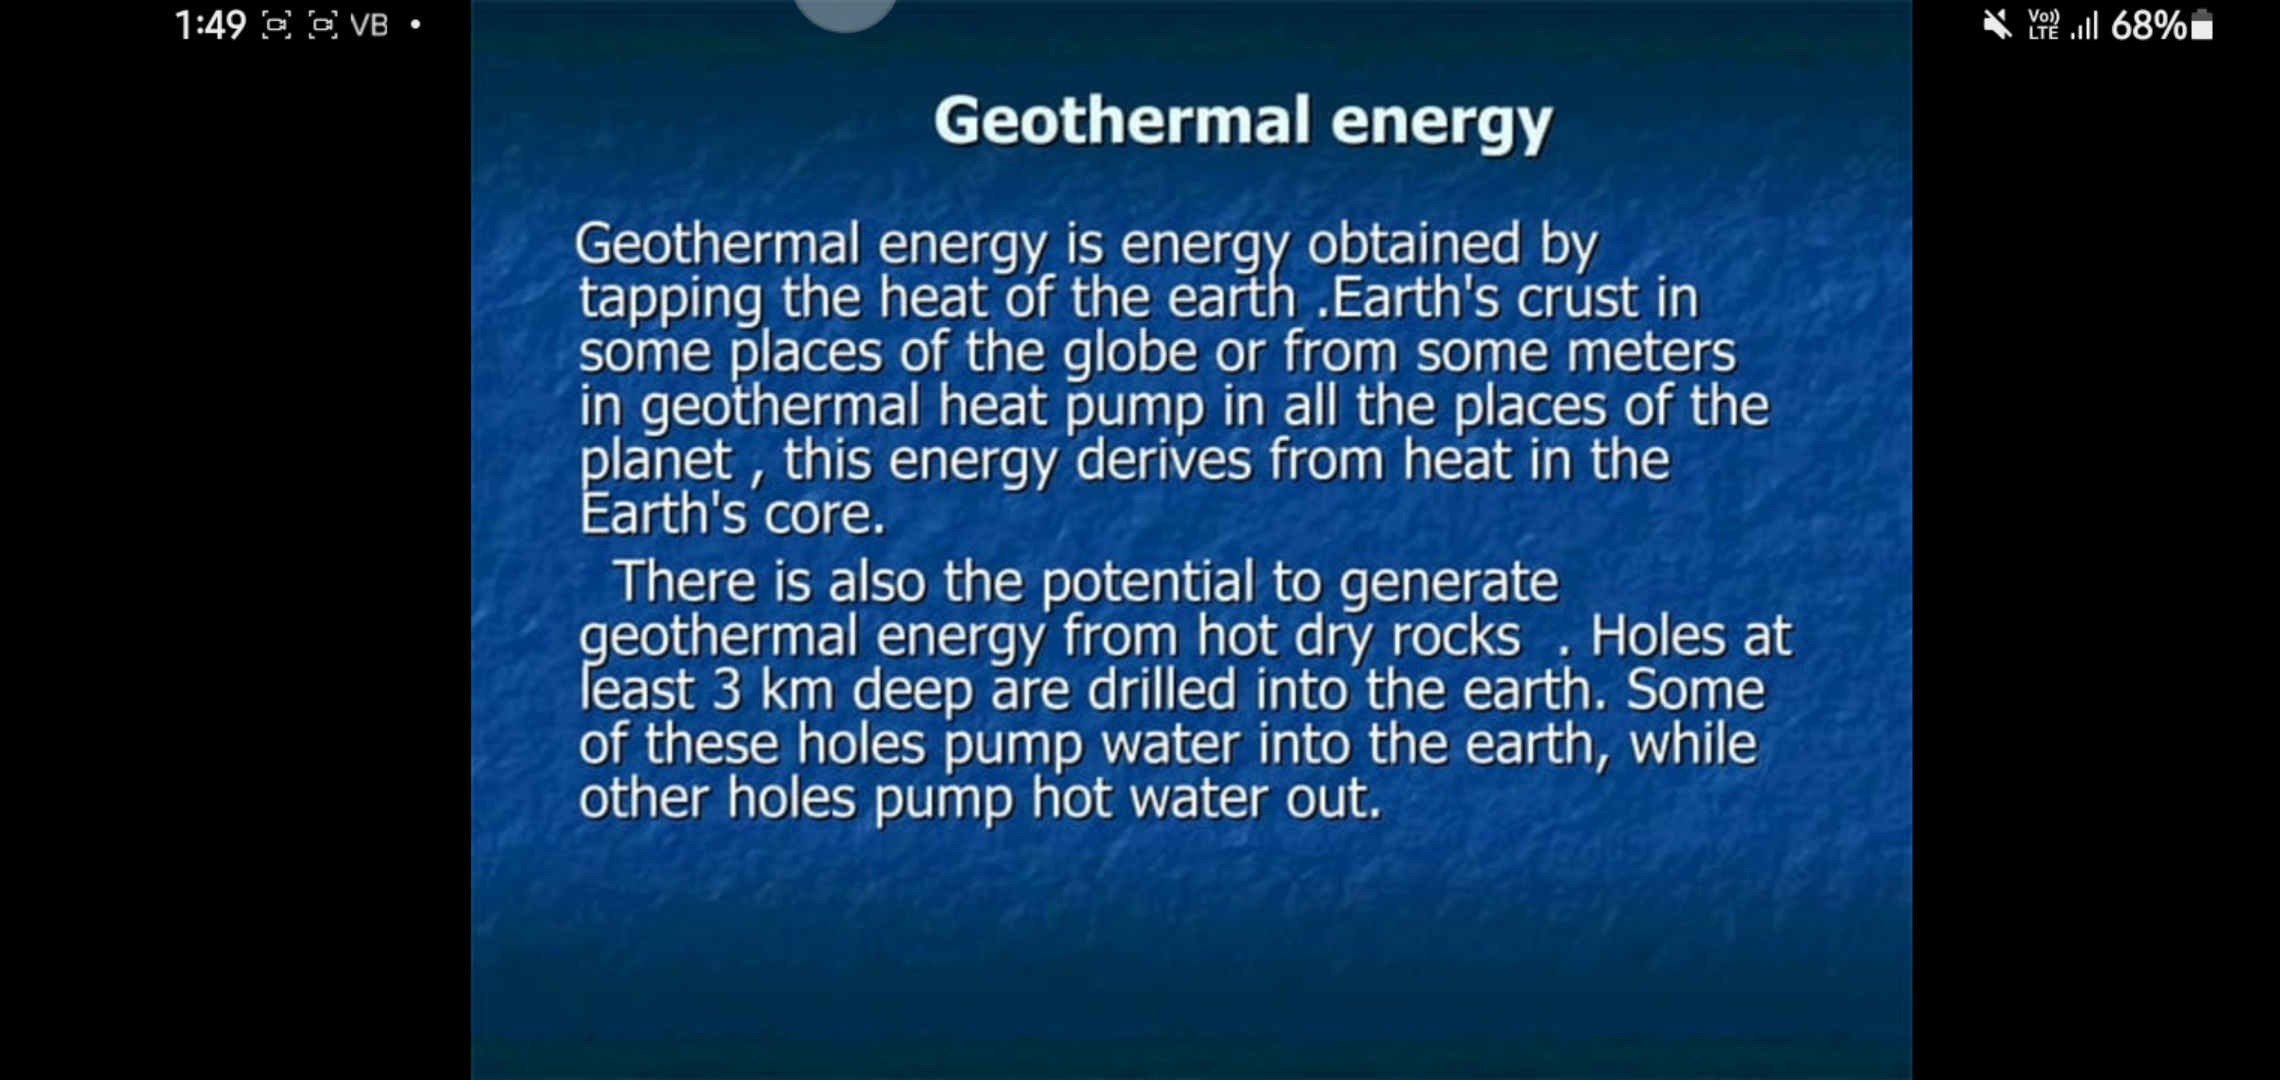 1:49 VB •
Vo)) LTE 68%
Geothermal energy
Geothermal energy is energy obtained by
tapping the heat of the earth .Earth's crust in
some places of the globe or from some meters
in geothermal heat pump in all the places of the
planet , this energy derives from heat in the
Earth's core.
There is also the potential to generate
geothermal energy from hot dry rocks . Holes at
least 3 km deep are drilled into the earth. Some
of these holes pump water into the earth, while
other holes pump hot water out.